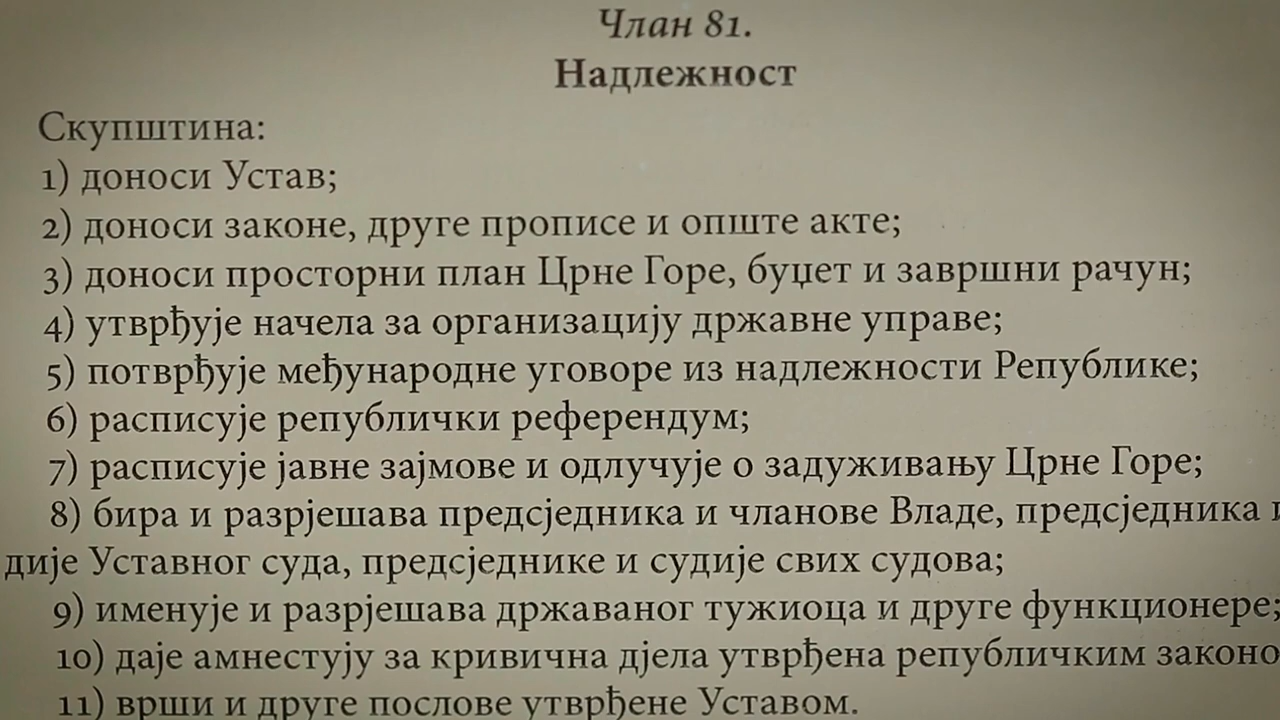 Члан 81.
Надлежност
Скупштина:
1) доноси Устав;
2) доноси законе, друге прописе и опште акте;
3) доноси просторни план Црне Горе, буџет и завршни рачун;
4) утврђује начела за организацију државне управе;
5) потврђује међународне уговоре из надлежности Републике;
6) расписује републички референдум;
7) расписује јавне зајмове и одлучује о задуживању Црне Горе;
8) бира и разрјешава предсједника и чланове Владе, предсједника
дије Уставног суда, предсједнике и судије свих судова;
9) именује и разрјешава државаног тужиоца и друге функционере;
10) даје амнестују за кривична дјела утврђена републичким законо
11) врши и друге послове утврђене Уставом.